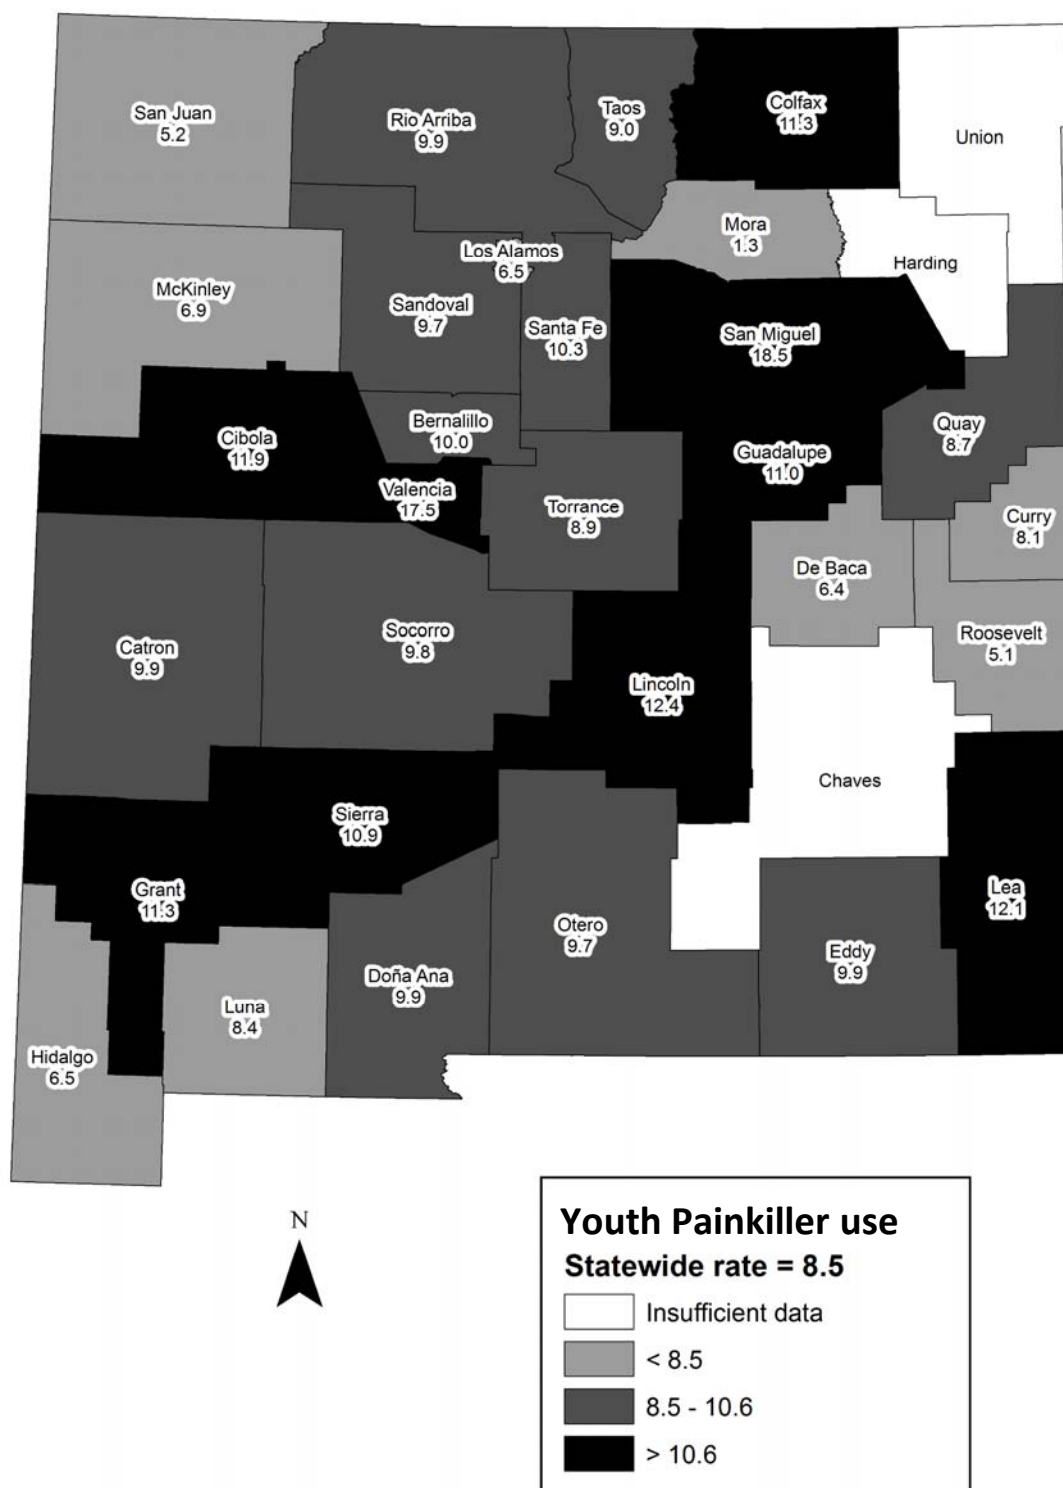 San Juan
5.2
Rio Arriba
9.9
Taos
9.0
Colfax
11.3
Union
Mora
1.3
Harding
Los Alamos
6.5
McKinley
6.9
Sandoval
9.7
Santa Fe
10.3
San Miguel
18.5
Bernalillo
10.0
Quay
8.7
Cibola
11.9
Guadalupe
11.0
Valencia
17.5
Torrance
8.9
Curry
8.1
De Baca
6.4
Catron
9.9
Socorro
9.8
Roosevelt
5.1
Lincoln
12.4
Chaves
Sierra
10.9
Grant
11.3
Lea
12.1
Otero
9.7
Eddy
9.9
Doña Ana
9.9
Luna
8.4
Hidalgo
6.5
N
Youth Painkiller use
Statewide rate = 8.5
Insufficient data
< 8.5
8.5 - 10.6
> 10.6